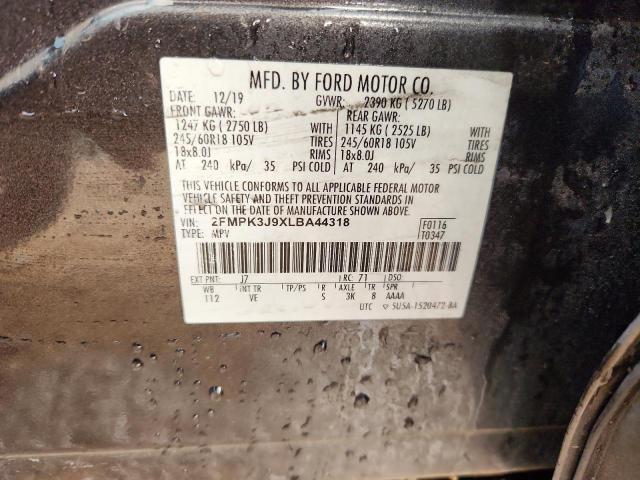 MFD. BY FORD MOTOR CO.
DATE: 12/19 GVWR: 2390 KG ( 5270 LB)
FRONT GAWR: REAR GAWR:
1247 KG ( 2750 LB) WITH 1145 KG ( 2525 LB) WITH
245/60R18 105V TIRES 245/60R18 105V TIRES
18x8.0J RIMS 18x8.0J RIMS
AT 240 kPa/ 35 PSI COLD AT 240 kPa/ 35 PSI COLD
THIS VEHICLE CONFORMS TO ALL APPLICABLE FEDERAL MOTOR
VEHICLE SAFETY AND THEFT PREVENTION STANDARDS IN
EFFECT ON THE DATE OF MANUFACTURE SHOWN ABOVE.
VIN: 2FMPK3J9XLBA44318 F0116
TYPE: MPV T0347
EXT PNT: J7 RC: 71 DSO:
WB INT TR TP/PS R AXLE TR SPR
112 VE 5 3K 8 AAAA
UTC ▽ 5U5A-1520472-BA